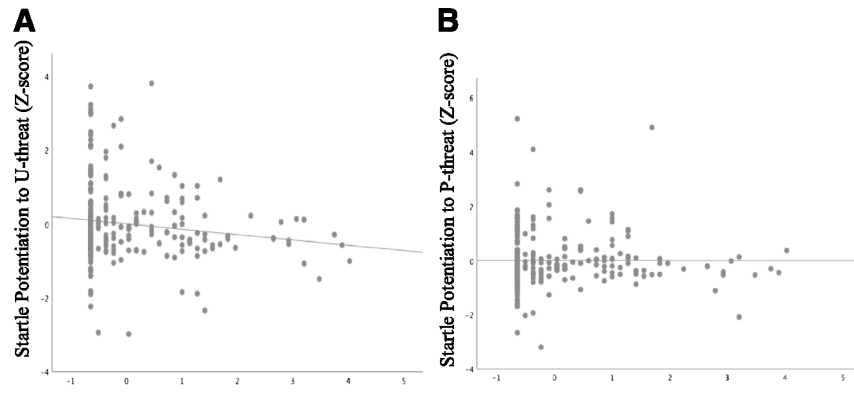 A
B
Startle Potentiation to U-threat (Z-score)
4
2
0
-2
-4
-1 0 1 2 3 4 5
Startle Potentiation to P-threat (Z-score)
6
4
2
0
-2
-4
-1 0 1 2 3 4 5